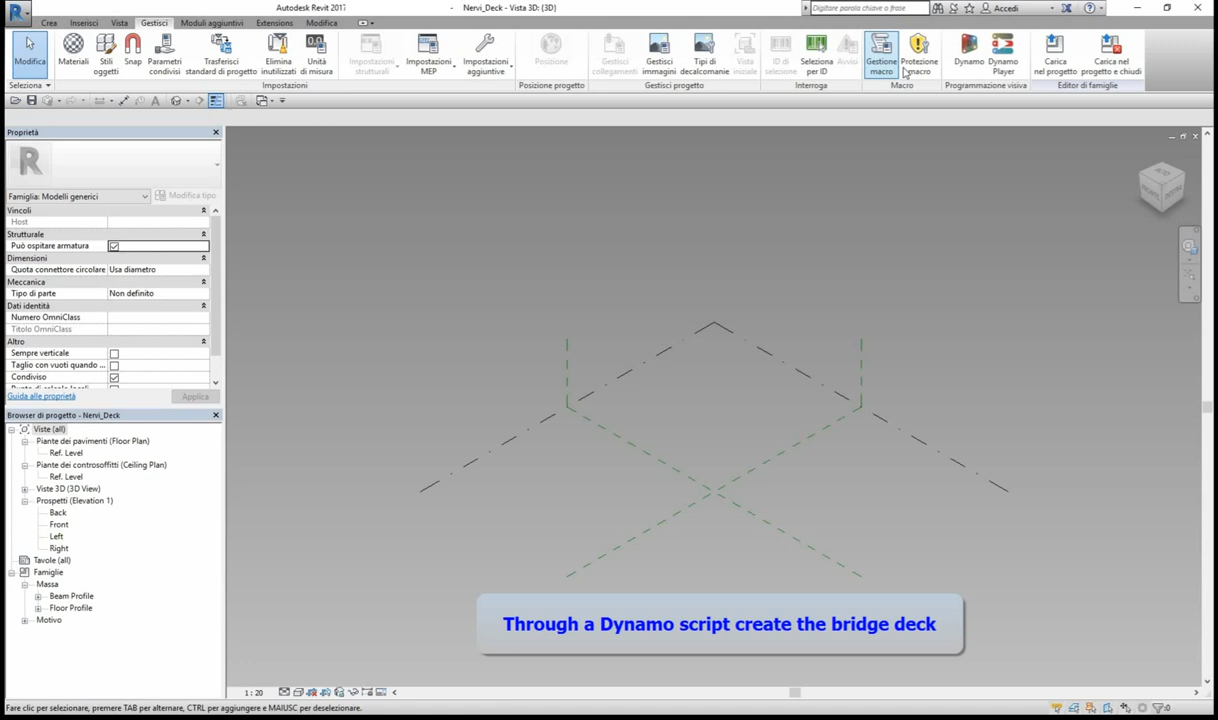 Autodesk Revit 2017 - Nervi_Deck - Vista 3D: {3D}
Digitare parola chiave o frase
Accedi
Crea Inserisci Vista Gestisci Moduli aggiuntivi Extensions Modifica
Modifica
Materiali
Stili oggetti
Snap
Parametri condivisi
Trasferisci standard di progetto
Elimina inutilizzati
Unità di misura
Impostazioni strutturali
Impostazioni MEP
Impostazioni aggiuntive
Posizione
Gestisci collegamenti
Gestisci immagini
Tipi di decalcomanie
Vista iniziale
ID di selezione
Seleziona per ID
Avvisi
Gestione macro
Protezione macro
Dynamo
Dynamo Player
Carica nel progetto
Carica nel progetto e chiudi
Seleziona Impostazioni Posizione progetto Gestisci progetto Interroga Macro Programmazione visiva Editor di famiglie
Proprietà
Famiglia: Modelli generici Modifica tipo
Vincoli
Host
Strutturale
Può ospitare armatura
Dimensioni
Quota connettore circolare Usa diametro
Meccanica
Tipo di parte Non definito
Dati identità
Numero OmniClass
Titolo OmniClass
Altro
Sempre verticale
Taglio con vuoti quando ...
Condiviso
Guida alle proprietà Applica
Browser di progetto - Nervi_Deck
Viste (all)
Piante dei pavimenti (Floor Plan)
Ref. Level
Piante dei controsoffitti (Ceiling Plan)
Ref. Level
Viste 3D (3D View)
Prospetti (Elevation 1)
Back
Front
Left
Right
Tavole (all)
Famiglie
Massa
Beam Profile
Floor Profile
Motivo
Through a Dynamo script create the bridge deck
1 : 20
Fare clic per selezionare, premere TAB per alternare, CTRL per aggiungere e MAIUSC per deselezionare.
:0